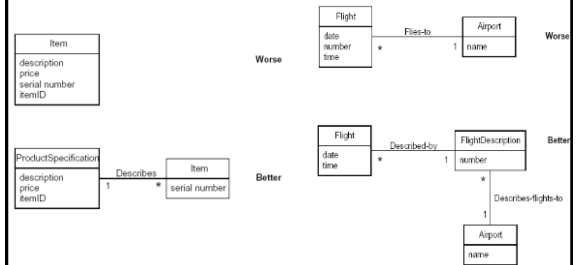 Item
description
price
serial number
itemID
Worse
ProductSpecification
description
price
itemID
Describes
1
*
Item
serial number
Better
Flight
date
number
time
Flies-to
*
1
Airport
name
Worse
Flight
date
time
Described-by
*
1
FlightDescription
number
Better
*
Describes-flights-to
1
Airport
name